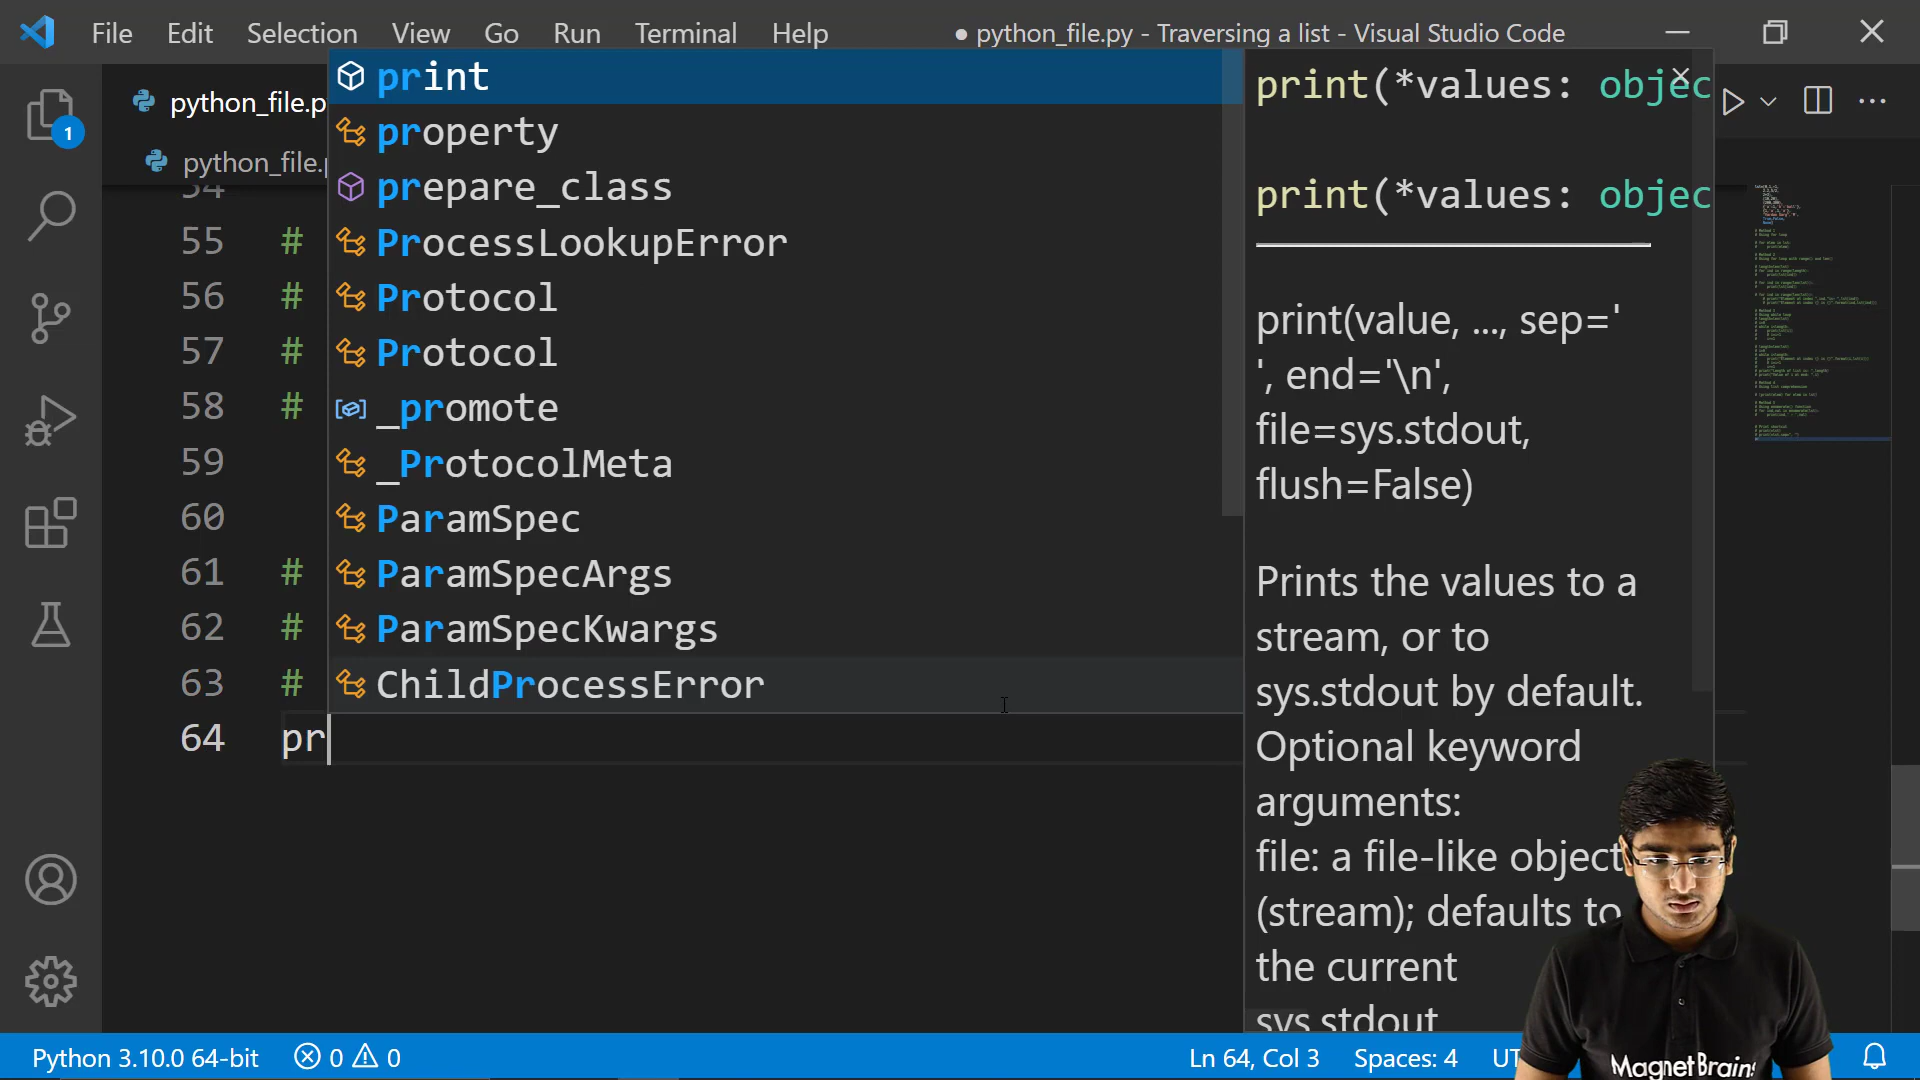 File Edit Selection View Go Run Terminal Help
● python_file.py - Traversing a list - Visual Studio Code
python_file.p
python_file.p
1
54
55 #
56 #
57 #
58 #
59
60
61 #
62 #
63 #
64 pr
print
property
prepare_class
ProcessLookupError
Protocol
Protocol
_promote
_ProtocolMeta
ParamSpec
ParamSpecArgs
ParamSpecKwargs
ChildProcessError
print(*values: objec
print(*values: objec
print(value, ..., sep='
', end='\n',
file=sys.stdout,
flush=False)
Prints the values to a
stream, or to
sys.stdout by default.
Optional keyword
arguments:
file: a file-like object
(stream); defaults to
the current
sys.stdout
Python 3.10.0 64-bit 0 0 Ln 64, Col 3 Spaces: 4 UT
MagnetBrains